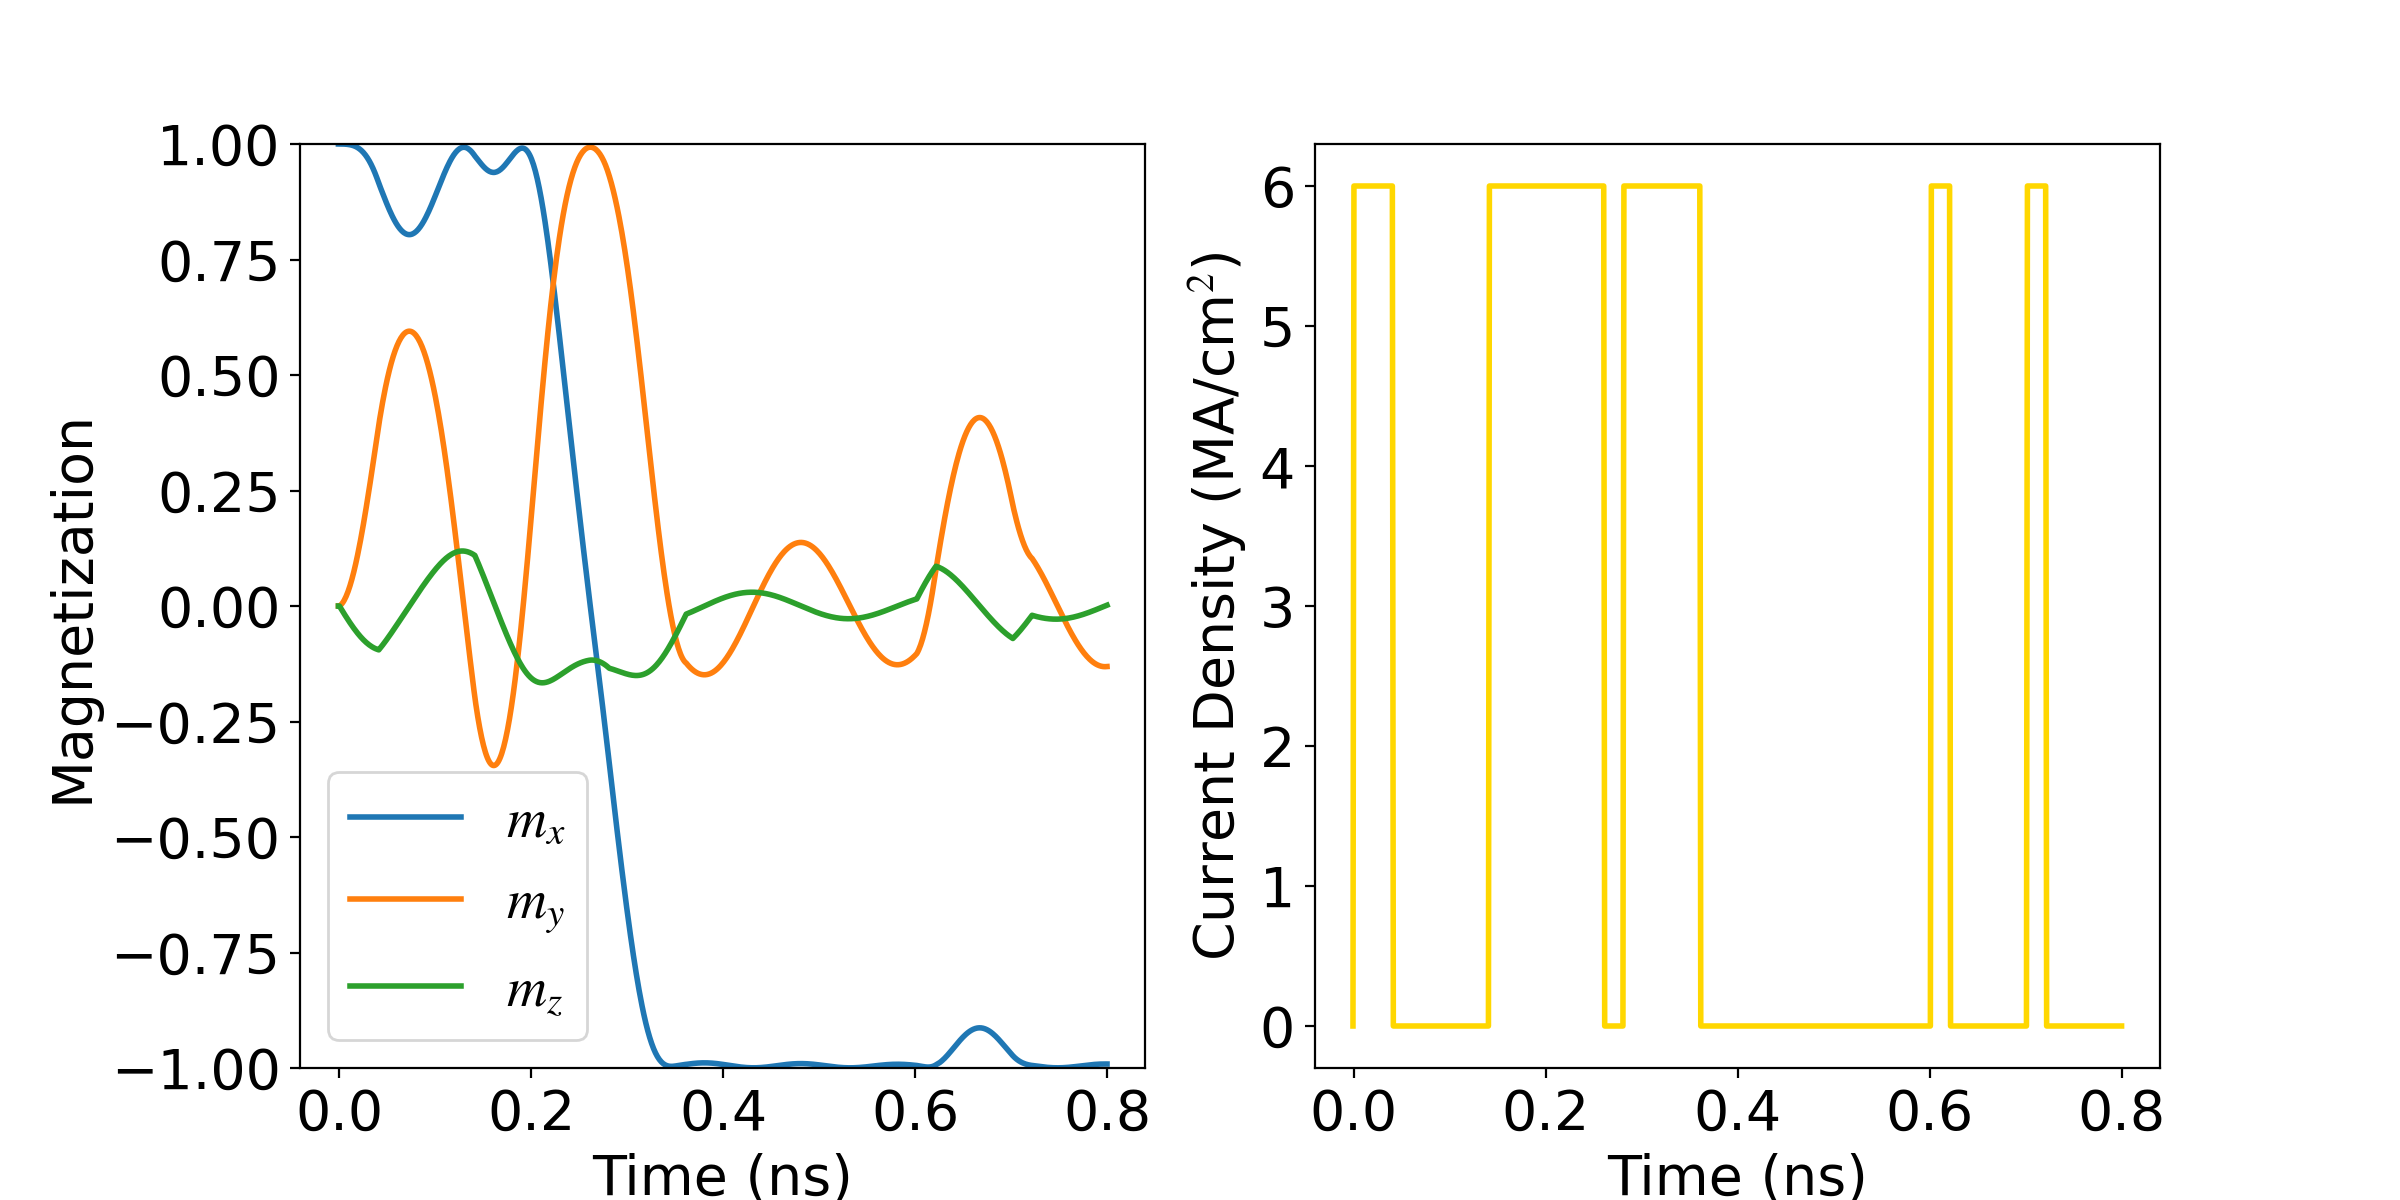 Magnetization
1.00
0.75
0.50
0.25
0.00
−0.25
−0.50
−0.75
−1.00
m_x
m_y
m_z
0.0 0.2 0.4 0.6 0.8
Time (ns)
Current Density (MA/cm²)
6
5
4
3
2
1
0
0.0 0.2 0.4 0.6 0.8
Time (ns)